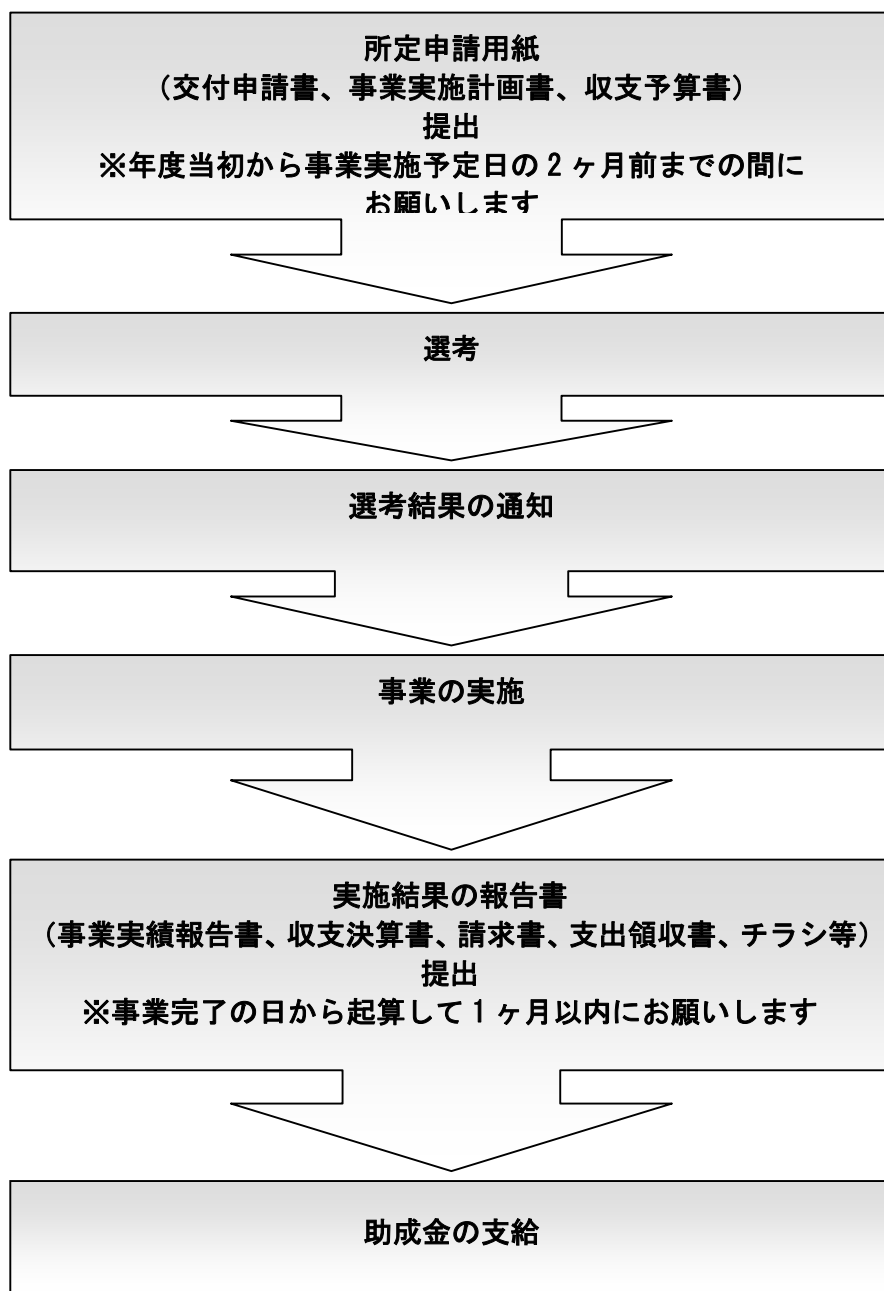 所定申請用紙
（交付申請書、事業実施計画書、収支予算書）
提出
※年度当初から事業実施予定日の２ヶ月前までの間に
お願いします
選考
選考結果の通知
事業の実施
実施結果の報告書
（事業実績報告書、収支決算書、請求書、支出領収書、チラシ等）
提出
※事業完了の日から起算して１ヶ月以内にお願いします
助成金の支給